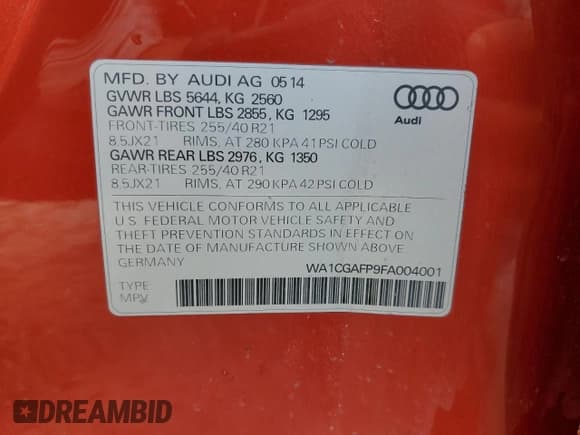 MFD. BY AUDI AG 0514
GVWR LBS 5644, KG 2560
GAWR FRONT LBS 2855, KG 1295
FRONT-TIRES 255/40 R21
8.5JX21 RIMS, AT 280 KPA 41 PSI COLD
GAWR REAR LBS 2976, KG 1350
REAR-TIRES 255/40 R21
8.5JX21 RIMS, AT 290 KPA 42 PSI COLD
Audi
THIS VEHICLE CONFORMS TO ALL APPLICABLE
U.S. FEDERAL MOTOR VEHICLE SAFETY AND
THEFT PREVENTION STANDARDS IN EFFECT ON
THE DATE OF MANUFACTURE SHOWN ABOVE.
GERMANY
WA1CGAFP9FA004001
TYPE:
MPV
DREAMBID